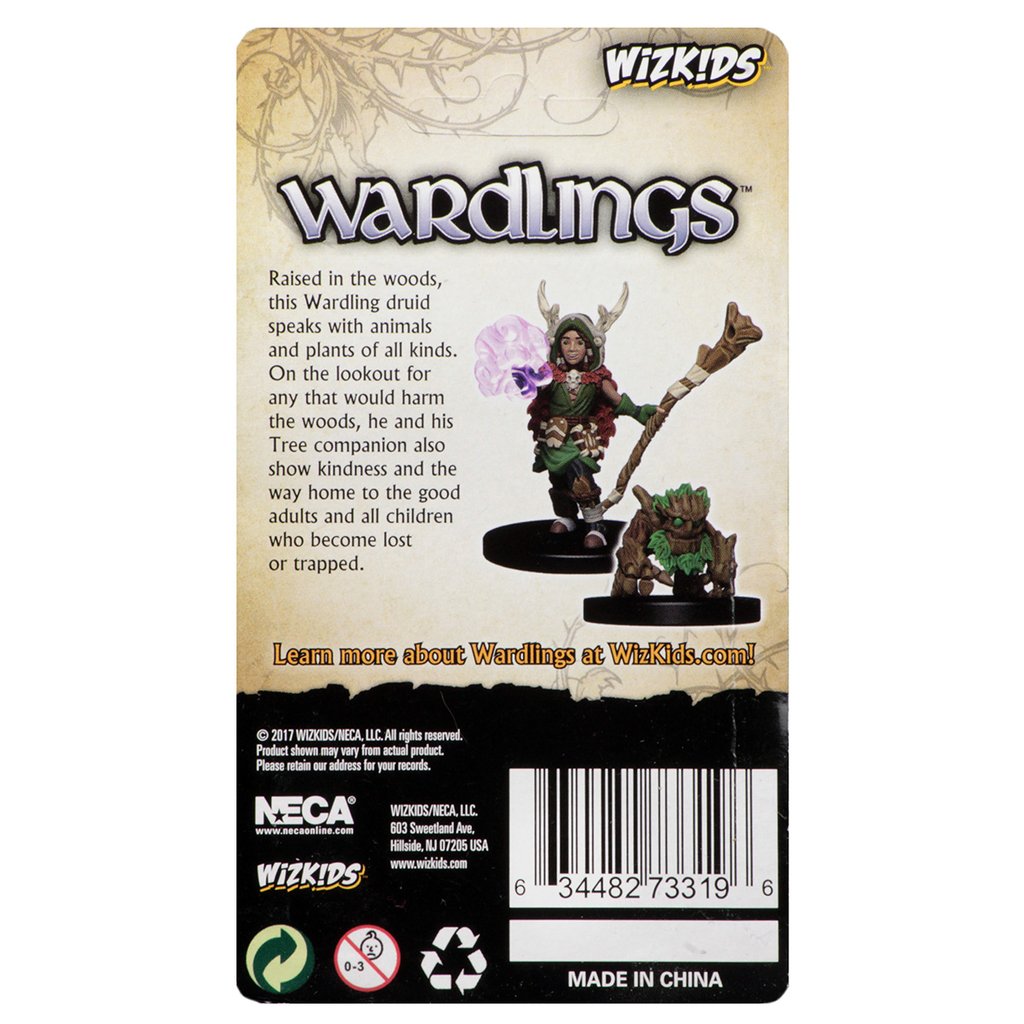 WIZK!DS
WARDLINGS™
Raised in the woods,
this Wardling druid
speaks with animals
and plants of all kinds.
On the lookout for
any that would harm
the woods, he and his
Tree companion also
show kindness and the
way home to the good
adults and all children
who become lost
or trapped.
Learn more about Wardlings at WizKids.com!
© 2017 WIZKIDS/NECA, LLC. All rights reserved.
Product shown may vary from actual product.
Please retain our address for your records.
NECA®
www.necaonline.com
WIZK!DS
WIZKIDS/NECA, LLC.
603 Sweetland Ave,
Hillside, NJ 07205 USA
www.wizkids.com
6 34482 73319 6
0-3
MADE IN CHINA